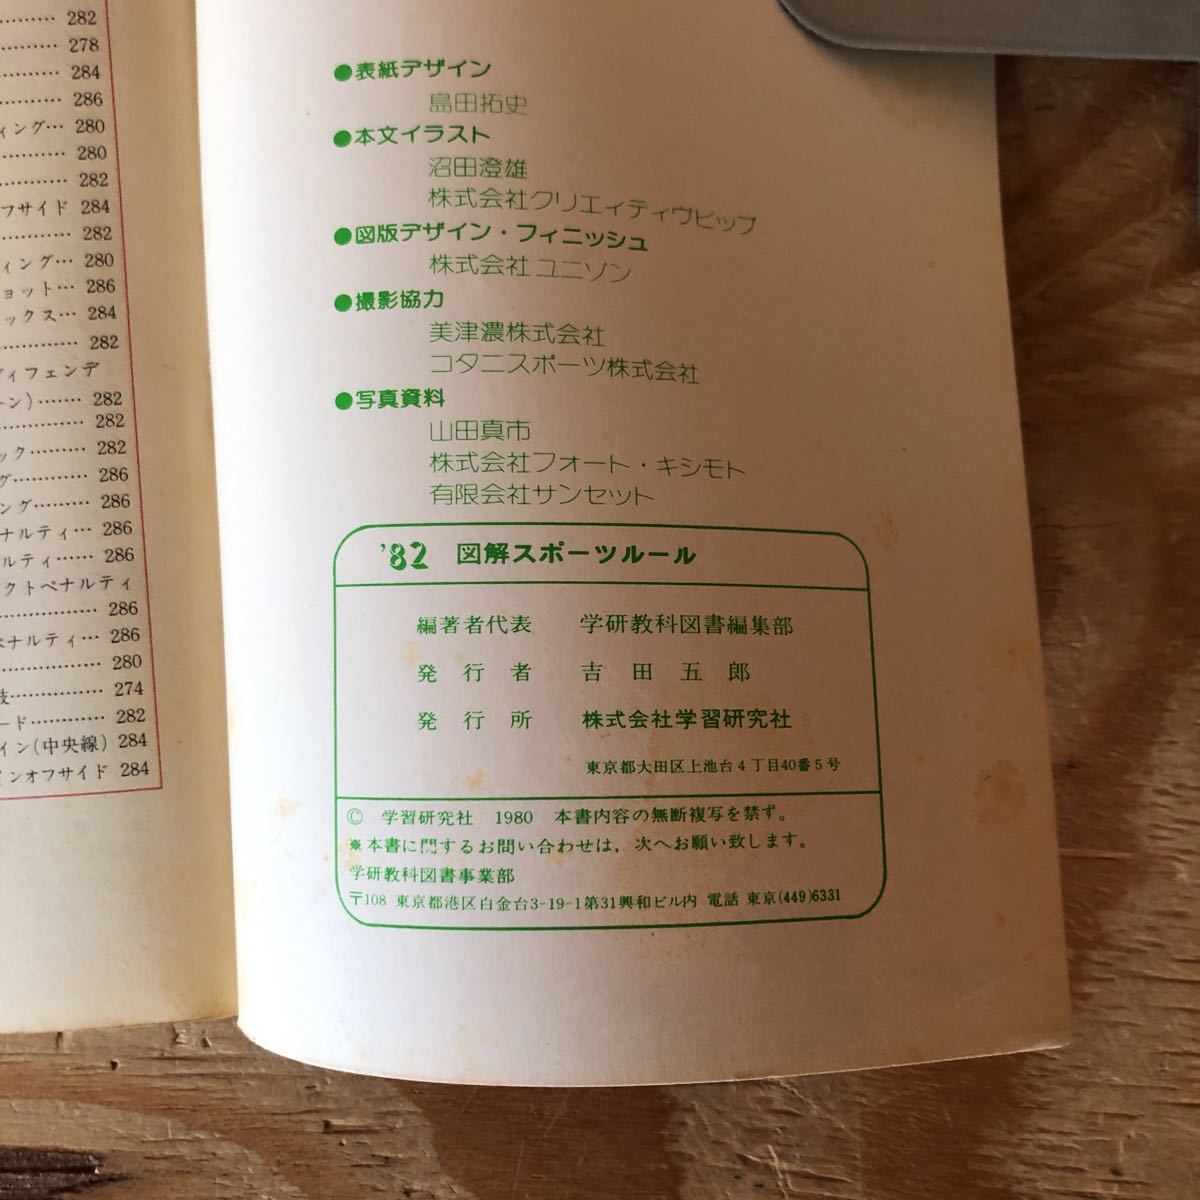 ………… 282
………… 278
………… 284
………… 286
ィング… 280
………… 280
………… 282
フサイド 284
………… 282
ィング… 280
ョット… 286
ックス… 284
………… 282
ディフェンデ
ーン)…… 282
………… 282
ック……… 282
グ………… 286
ング……… 286
ナルティ… 286
ルティ…… 286
クトペナルティ
………… 286
ペナルティ… 286
………… 280
技………… 274
ード……… 282
イン(中央線) 284
インオフサイド 284
●表紙デザイン
島田拓史
●本文イラスト
沼田澄雄
株式会社クリエィティヴピップ
●図版デザイン・フィニッシュ
株式会社ユニゾン
●撮影協力
美津濃株式会社
コタニスポーツ株式会社
●写真資料
山田真市
株式会社フォート・キシモト
有限会社サンセット
'82 図解スポーツルール
編著者代表 学研教科図書編集部
発行者 吉田五郎
発行所 株式会社学習研究社
東京都大田区上池台4丁目40番5号
© 学習研究社 1980 本書内容の無断複写を禁ず。
※本書に関するお問い合わせは，次へお願い致します。
学研教科図書事業部
〒108 東京都港区白金台3-19-1第31興和ビル内 電話 東京(449)6331